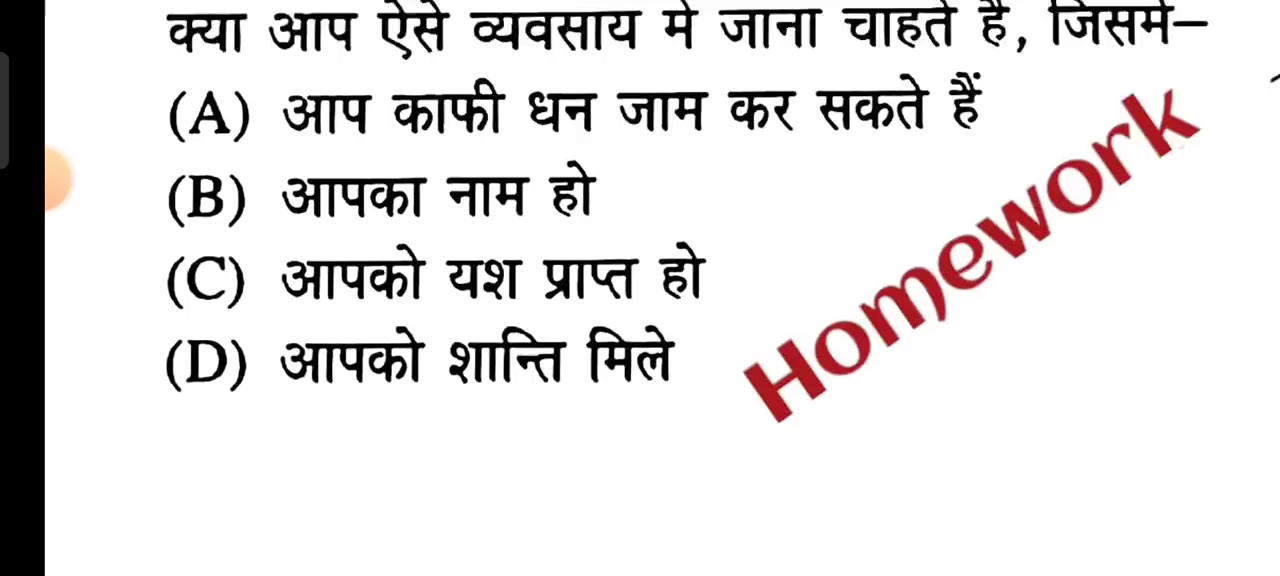 क्या आप ऐसे व्यवसाय में जाना चाहते हैं, जिसमें—
(A) आप काफी धन जाम कर सकते हैं
(B) आपका नाम हो
(C) आपको यश प्राप्त हो
(D) आपको शान्ति मिले
Homework